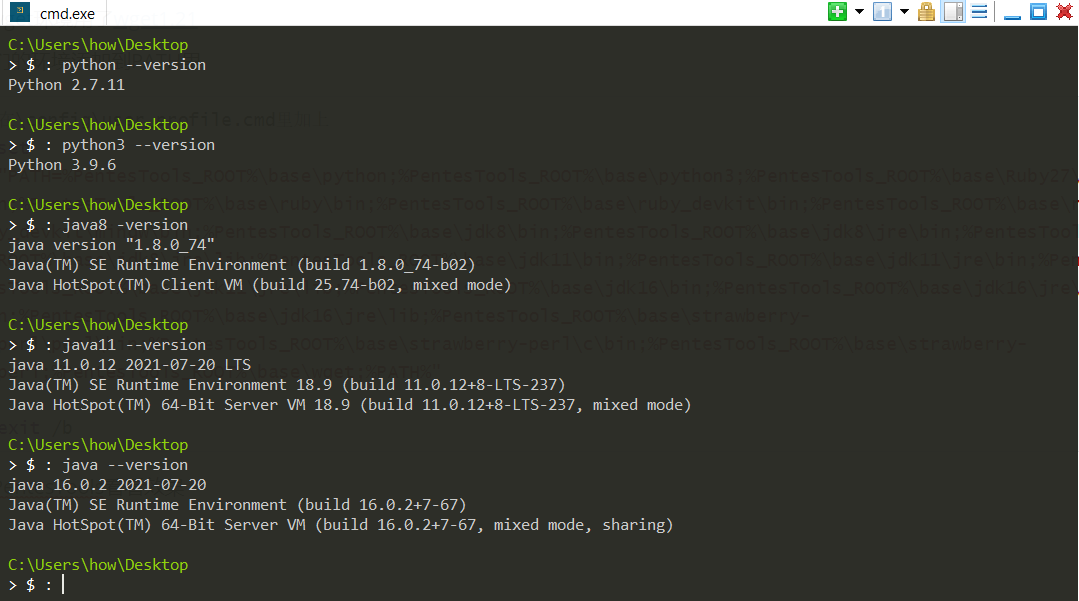 cmd.exe
C:\Users\how\Desktop
> $ : python --version
Python 2.7.11
C:\Users\how\Desktop
> $ : python3 --version
Python 3.9.6
C:\Users\how\Desktop
> $ : java8 -version
java version "1.8.0_74"
Java(TM) SE Runtime Environment (build 1.8.0_74-b02)
Java HotSpot(TM) Client VM (build 25.74-b02, mixed mode)
C:\Users\how\Desktop
> $ : java11 --version
java 11.0.12 2021-07-20 LTS
Java(TM) SE Runtime Environment 18.9 (build 11.0.12+8-LTS-237)
Java HotSpot(TM) 64-Bit Server VM 18.9 (build 11.0.12+8-LTS-237, mixed mode)
C:\Users\how\Desktop
> $ : java --version
java 16.0.2 2021-07-20
Java(TM) SE Runtime Environment (build 16.0.2+7-67)
Java HotSpot(TM) 64-Bit Server VM (build 16.0.2+7-67, mixed mode, sharing)
C:\Users\how\Desktop
> $ :